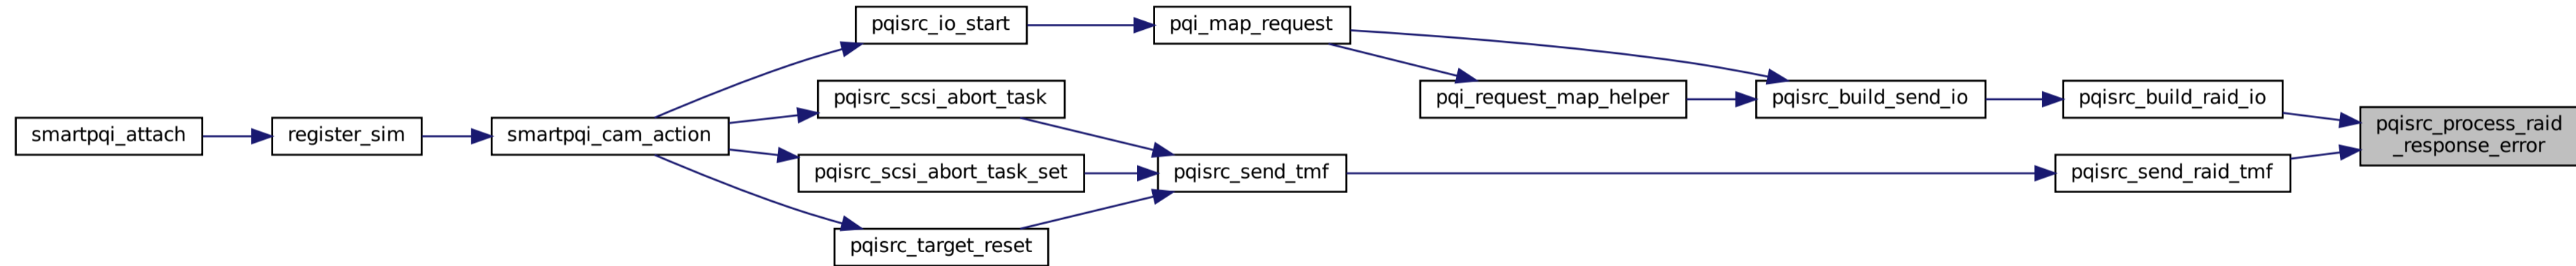 smartpqi_attach
register_sim
smartpqi_cam_action
pqisrc_io_start
pqisrc_scsi_abort_task
pqisrc_scsi_abort_task_set
pqisrc_target_reset
pqi_map_request
pqisrc_send_tmf
pqi_request_map_helper
pqisrc_build_send_io
pqisrc_build_raid_io
pqisrc_send_raid_tmf
pqisrc_process_raid
_response_error